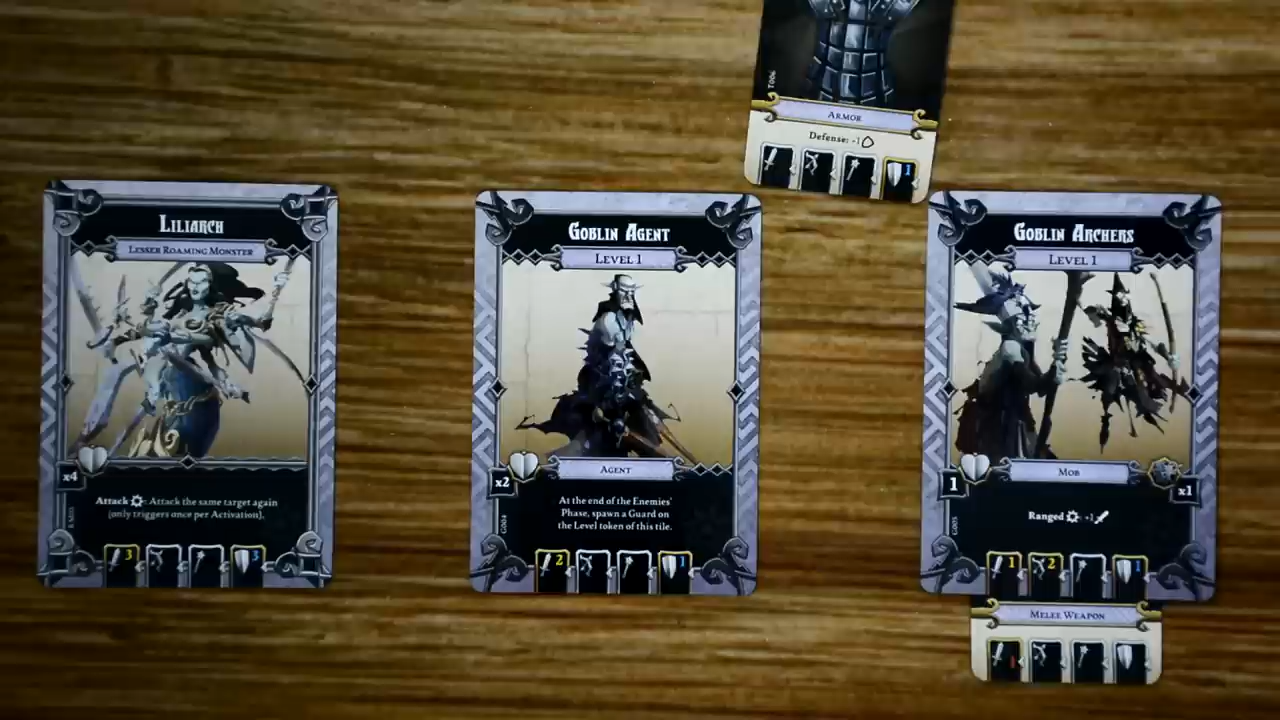 T006
ARMOR
Defense: +1
1
LILIARCH
LESSER ROAMING MONSTER
x4
Attack : Attack the same target again
(only triggers once per Activation).
3
3
GOBLIN AGENT
LEVEL 1
AGENT
x2
At the end of the Enemies'
Phase, spawn a Guard on
the Level token of this tile.
G004
2
1
GOBLIN ARCHERS
LEVEL 1
MOB
1
x1
Ranged : +1
1
2
1
MELEE WEAPON